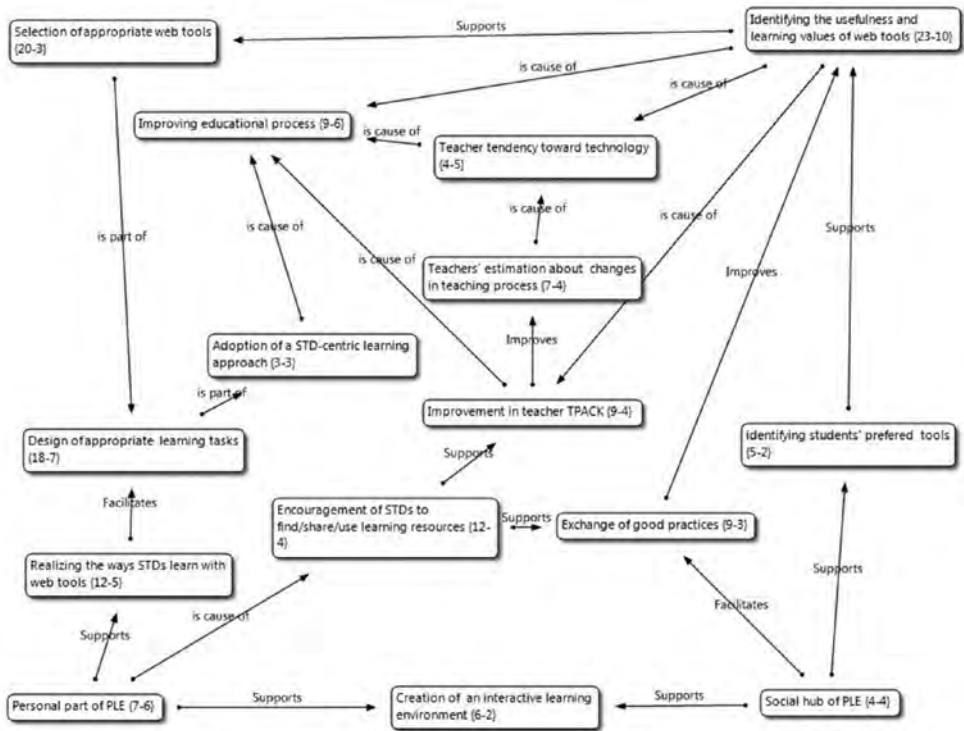 Supports
Selection of appropriate web tools
{20-3}
Identifying the usefulness and
learning values of web tools {23-10}
is cause of
is cause of
Improving educational process {9-6}
is cause of
Teacher tendency toward technology
{4-5}
is cause of
is cause of
is cause of
Supports
is part of
is cause of
Improves
Teachers' estimation about changes
in teaching process {7-4}
Adoption of a STD-centric learning
approach {3-3}
Improves
is part of
Improvement in teacher TPACK {9-4}
Design of appropriate learning tasks
{18-7}
Identifying students' prefered tools
{5-2}
Supports
Facilitates
Encouragement of STDs to
find/share/use learning resources {12-
4}
Supports
Exchange of good practices {9-3}
Realizing the ways STDs learn with
web tools {12-5}
Supports
is cause of
Facilitates
Supports
Personal part of PLE {7-6}
Supports
Creation of an interactive learning
environment {6-2}
Supports
Social hub of PLE {4-4}